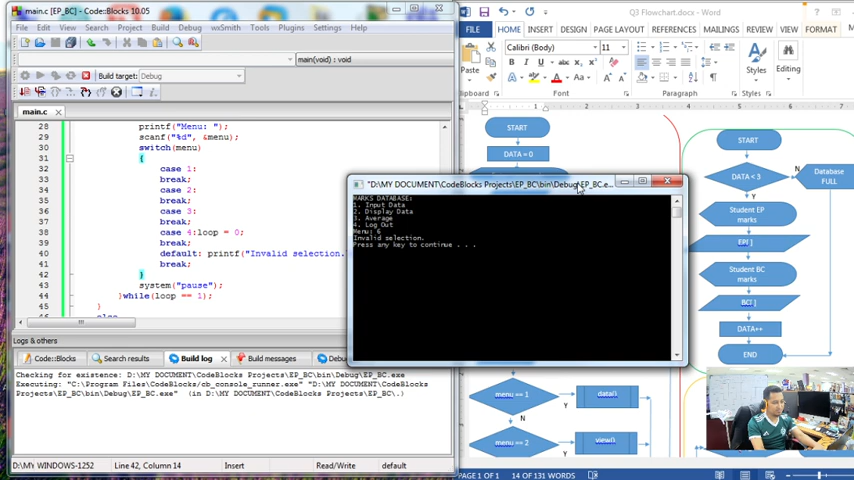 main.c [EP_BC] - Code::Blocks 10.05
File Edit View Search Project Build Debug wxSmith Tools Plugins Settings Help
Build target: Debug
main(void) : void
main.c
28 printf("Menu: ");
29 scanf("%d", &menu);
30 switch(menu)
31 {
32 case 1:
33 break;
34 case 2:
35 break;
36 case 3:
37 break;
38 case 4:loop = 0;
39 break;
40 default: printf("Invalid selection.
41 break;
42 }
43 system("pause");
44 }while(loop == 1);
45 }
46 else
Logs & others
Code::Blocks Search results Build log Build messages Debu
Checking for existence: D:\MY DOCUMENT\CodeBlocks Projects\EP_BC\bin\Debug\EP_BC.exe
Executing: "C:\Program Files\CodeBlocks/cb_console_runner.exe" "D:\MY DOCUMENT\CodeBlocks
Projects\EP_BC\bin\Debug\EP_BC.exe" (in D:\MY DOCUMENT\CodeBlocks Projects\EP_BC\.)
D:\MY WINDOWS-1252 Line 42, Column 14 Insert Read/Write default
"D:\MY DOCUMENT\CodeBlocks Projects\EP_BC\bin\Debug\EP_BC.e...
MARKS DATABASE:
1. Input Data
2. Display Data
3. Average
4. Log Out
Menu: 6
Invalid selection.
Press any key to continue . . .
Q3 Flowchart.docx - Word
FORMAT
FILE HOME INSERT DESIGN PAGE LAYOUT REFERENCES MAILINGS
Paste
Calibri (Body) 11
B I U
Styles Editing
START
DATA = 0
START
DATA < 3
N
Database
FULL
Y
Student EP
marks
EP[ ]
Student BC
marks
BC[ ]
DATA++
END
menu == 1
Y
data()
N
menu == 2
Y
view()
PAGE 1 OF 1 14 OF 131 WORDS